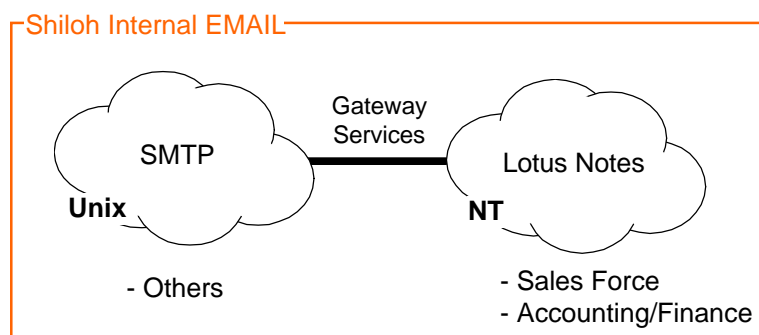 Shiloh Internal EMAIL
Gateway
Services
SMTP
Lotus Notes
Unix
NT
- Others
- Sales Force
- Accounting/Finance